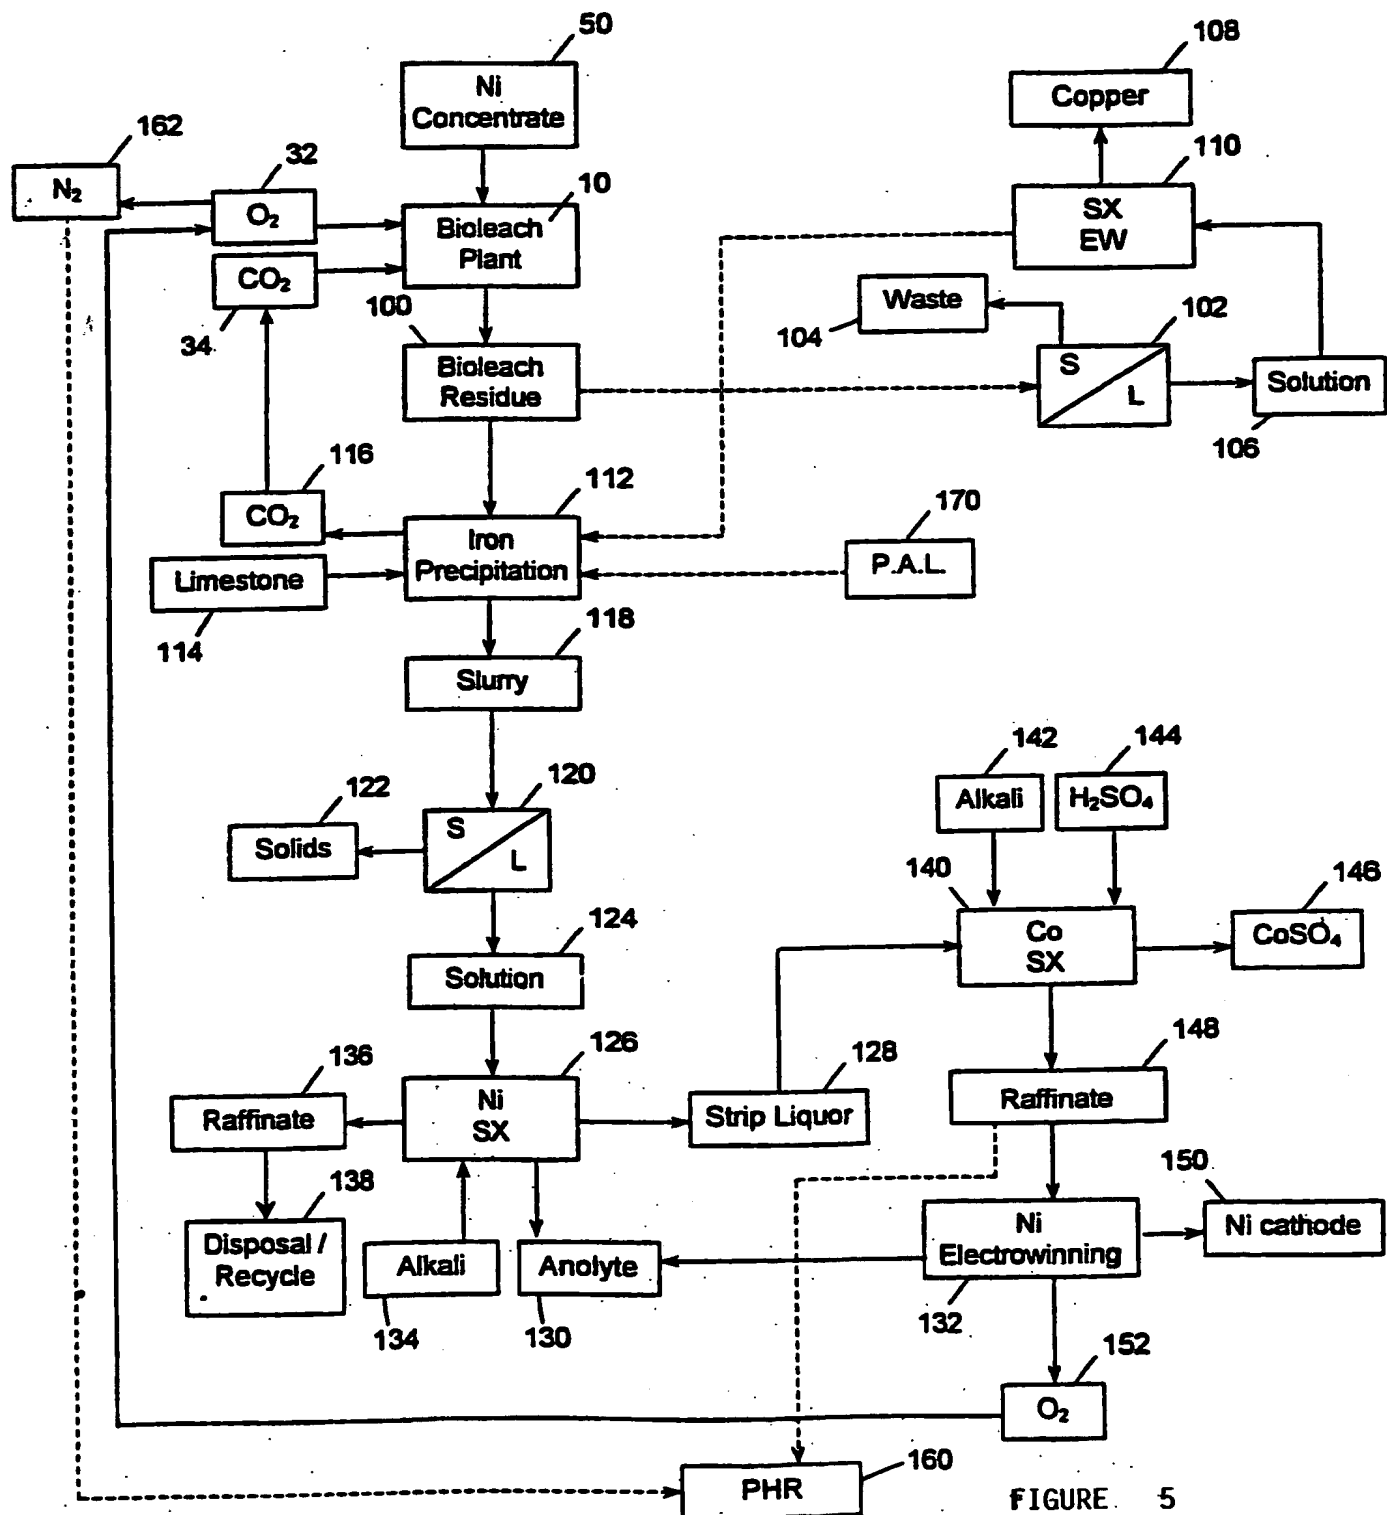 50
Ni
Concentrate
108
Copper
162
N₂
32
O₂
10
Bioleach
Plant
110
SX
EW
CO₂
34
100
Bioleach
Residue
Waste
104
102
S
L
Solution
106
116
CO₂
112
Iron
Precipitation
170
P.A.L.
Limestone
114
118
Slurry
122
Solids
120
S
L
142
Alkali
144
H₂SO₄
140
Co
SX
146
CoSO₄
124
Solution
136
Raffinate
126
Ni
SX
128
Strip Liquor
148
Raffinate
138
Disposal /
Recycle
Alkali
134
Anolyte
130
Ni
Electrowinning
132
150
Ni cathode
152
O₂
PHR
160
FIGURE 5